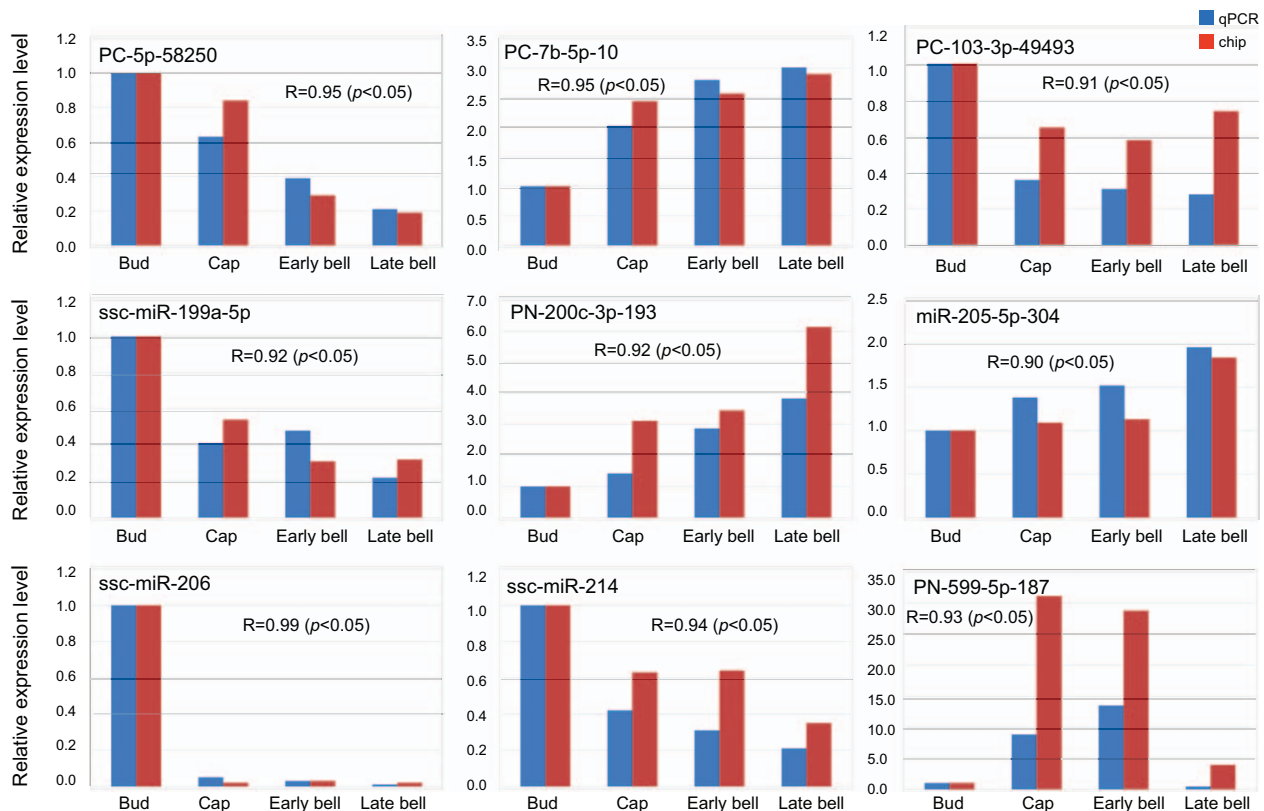 qPCR
chip
Relative expression level
PC-5p-58250
R=0.95 (p<0.05)
1.2
1.0
0.8
0.6
0.4
0.2
0.0
Bud Cap Early bell Late bell
PC-7b-5p-10
R=0.95 (p<0.05)
3.5
3.0
2.5
2.0
1.5
1.0
0.5
0.0
Bud Cap Early bell Late bell
PC-103-3p-49493
R=0.91 (p<0.05)
1.2
1.0
0.8
0.6
0.4
0.2
0.0
Bud Cap Early bell Late bell
Relative expression level
ssc-miR-199a-5p
R=0.92 (p<0.05)
1.2
1.0
0.8
0.6
0.4
0.2
0.0
Bud Cap Early bell Late bell
PN-200c-3p-193
R=0.92 (p<0.05)
7.0
6.0
5.0
4.0
3.0
2.0
1.0
0.0
Bud Cap Early bell Late bell
miR-205-5p-304
R=0.90 (p<0.05)
2.5
2.0
1.5
1.0
0.5
0.0
Bud Cap Early bell Late bell
Relative expression level
ssc-miR-206
R=0.99 (p<0.05)
1.2
1.0
0.8
0.6
0.4
0.2
0.0
Bud Cap Early bell Late bell
ssc-miR-214
R=0.94 (p<0.05)
1.2
1.0
0.8
0.6
0.4
0.2
0.0
Bud Cap Early bell Late bell
PN-599-5p-187
R=0.93 (p<0.05)
35.0
30.0
25.0
20.0
15.0
10.0
5.0
0.0
Bud Cap Early bell Late bell